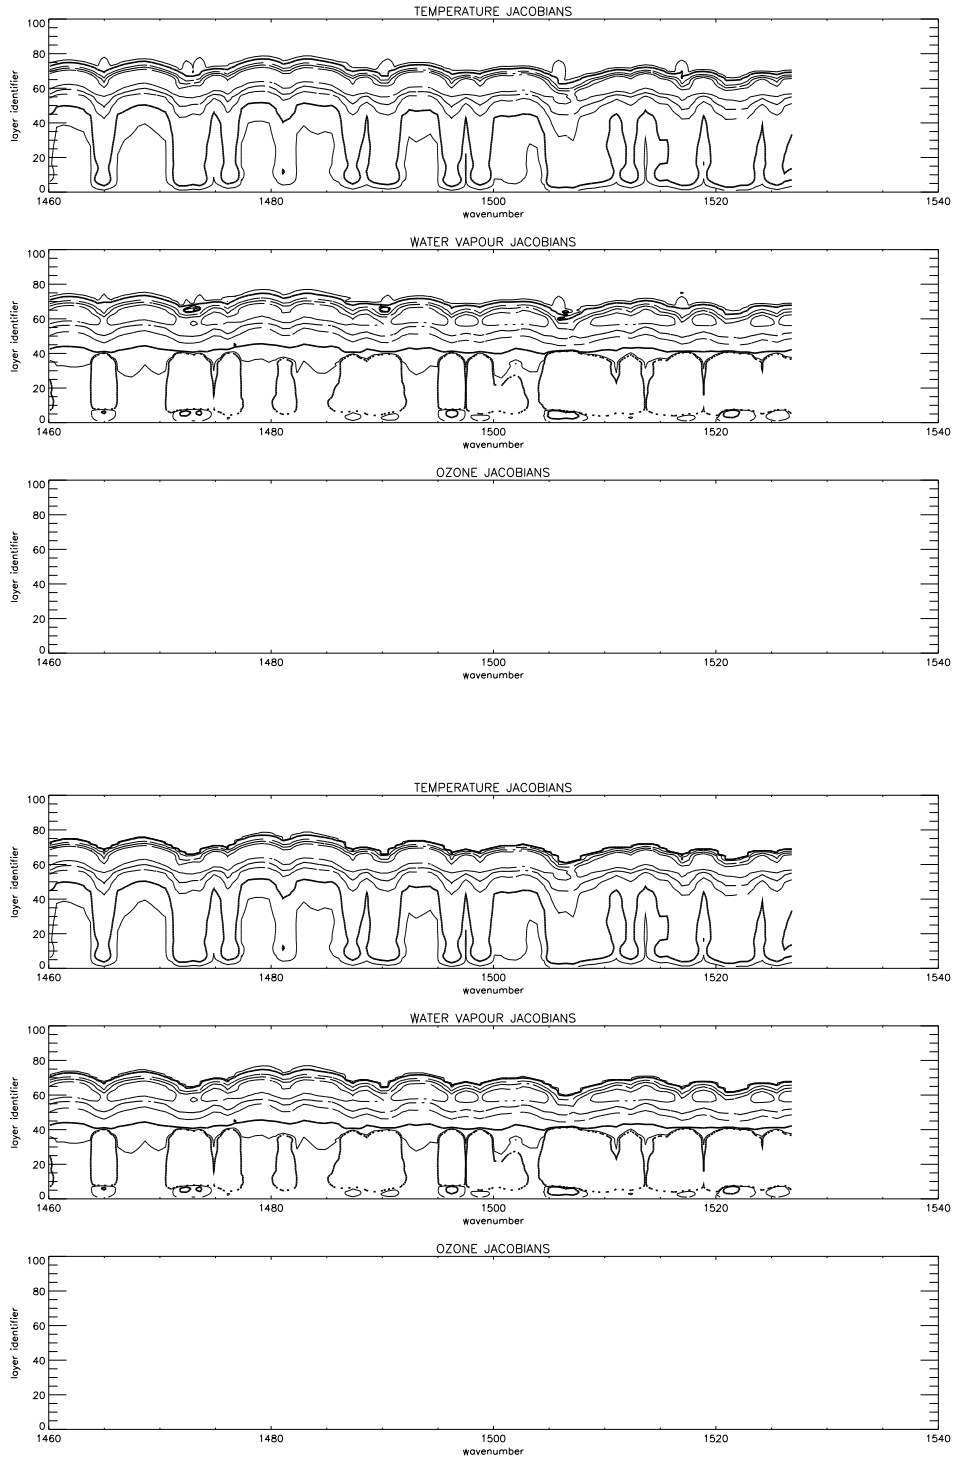 TEMPERATURE JACOBIANS
100
80
60
40
20
0
layer identifier
1460 1480 1500 1520 1540
wavenumber
WATER VAPOUR JACOBIANS
100
80
60
40
20
0
layer identifier
1460 1480 1500 1520 1540
wavenumber
OZONE JACOBIANS
100
80
60
40
20
0
layer identifier
1460 1480 1500 1520 1540
wavenumber
TEMPERATURE JACOBIANS
100
80
60
40
20
0
layer identifier
1460 1480 1500 1520 1540
wavenumber
WATER VAPOUR JACOBIANS
100
80
60
40
20
0
layer identifier
1460 1480 1500 1520 1540
wavenumber
OZONE JACOBIANS
100
80
60
40
20
0
layer identifier
1460 1480 1500 1520 1540
wavenumber